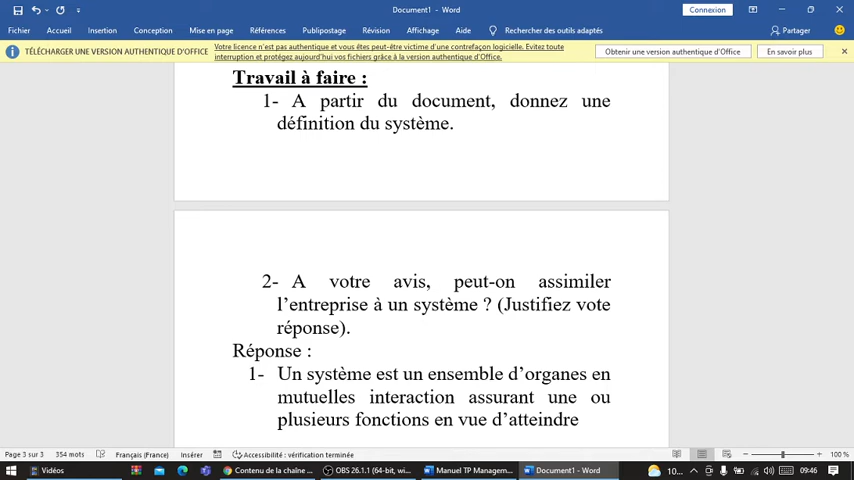 Document1 - Word
Connexion
Fichier Accueil Insertion Conception Mise en page Références Publipostage Révision Affichage Aide Rechercher des outils adaptés Partager
TÉLÉCHARGER UNE VERSION AUTHENTIQUE D'OFFICE Votre licence n'est pas authentique et vous êtes peut-être victime d'une contrefaçon logicielle. Évitez toute Obtenir une version authentique d'Office En savoir plus
interruption et protégez aujourd'hui vos fichiers grâce à la version authentique d'Office.
Travail à faire :
1- A partir du document, donnez une
définition du système.
2- A votre avis, peut-on assimiler
l'entreprise à un système ? (Justifiez vote
réponse).
Réponse :
1- Un système est un ensemble d'organes en
mutuelles interaction assurant une ou
plusieurs fonctions en vue d'atteindre
Page 3 sur 3 354 mots Français (France) Insérer Accessibilité : vérification terminée 100 %
Vidéos Contenu de la chaîne ... OBS 26.1.1 (64-bit, wi... Manuel TP Managem... Document1 - Word 10... 09:46